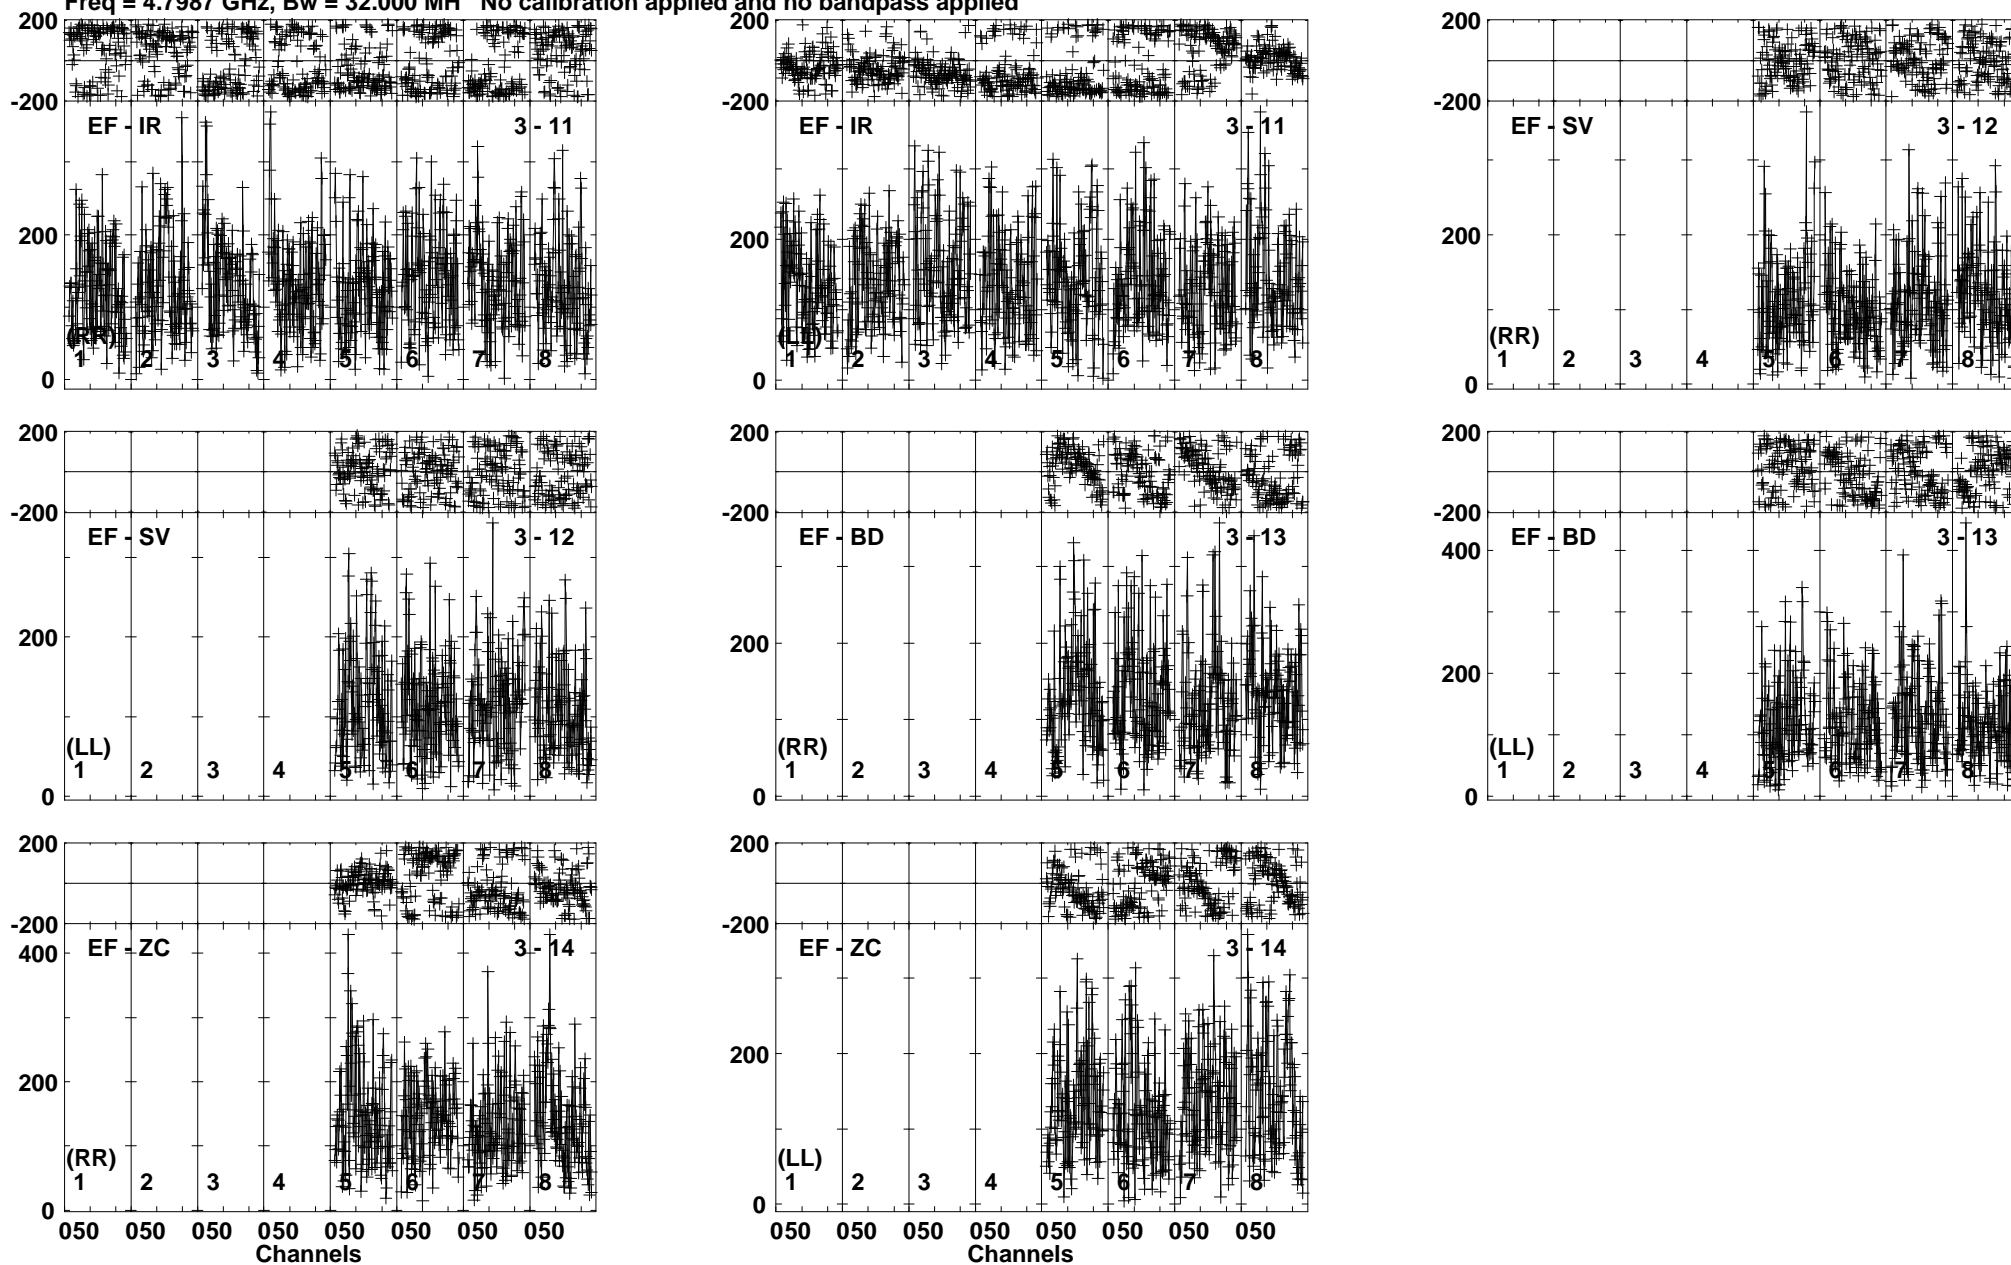 Freq = 4.7987 GHz, Bw = 32.000 MH No calibration applied and no bandpass applied
200
-200
EF - IR 3 - 11
200
(RR)
1 2 3 4 5 6 7 8
0
200
-200
EF - IR 3 - 11
200
(LL)
1 2 3 4 5 6 7 8
0
200
-200
EF - SV 3 - 12
200
(RR)
1 2 3 4 5 6 7 8
0
200
-200
EF - SV 3 - 12
200
(LL)
1 2 3 4 5 6 7 8
0
200
-200
EF - BD 3 - 13
200
(RR)
1 2 3 4 5 6 7 8
0
200
-200
EF - BD 3 - 13
400
200
(LL)
1 2 3 4 5 6 7 8
0
200
-200
EF - ZC 3 - 14
400
200
(RR)
1 2 3 4 5 6 7 8
0
050 050 050 050 050 050 050 050
Channels
200
-200
EF - ZC 3 - 14
200
(LL)
1 2 3 4 5 6 7 8
0
050 050 050 050 050 050 050 050
Channels